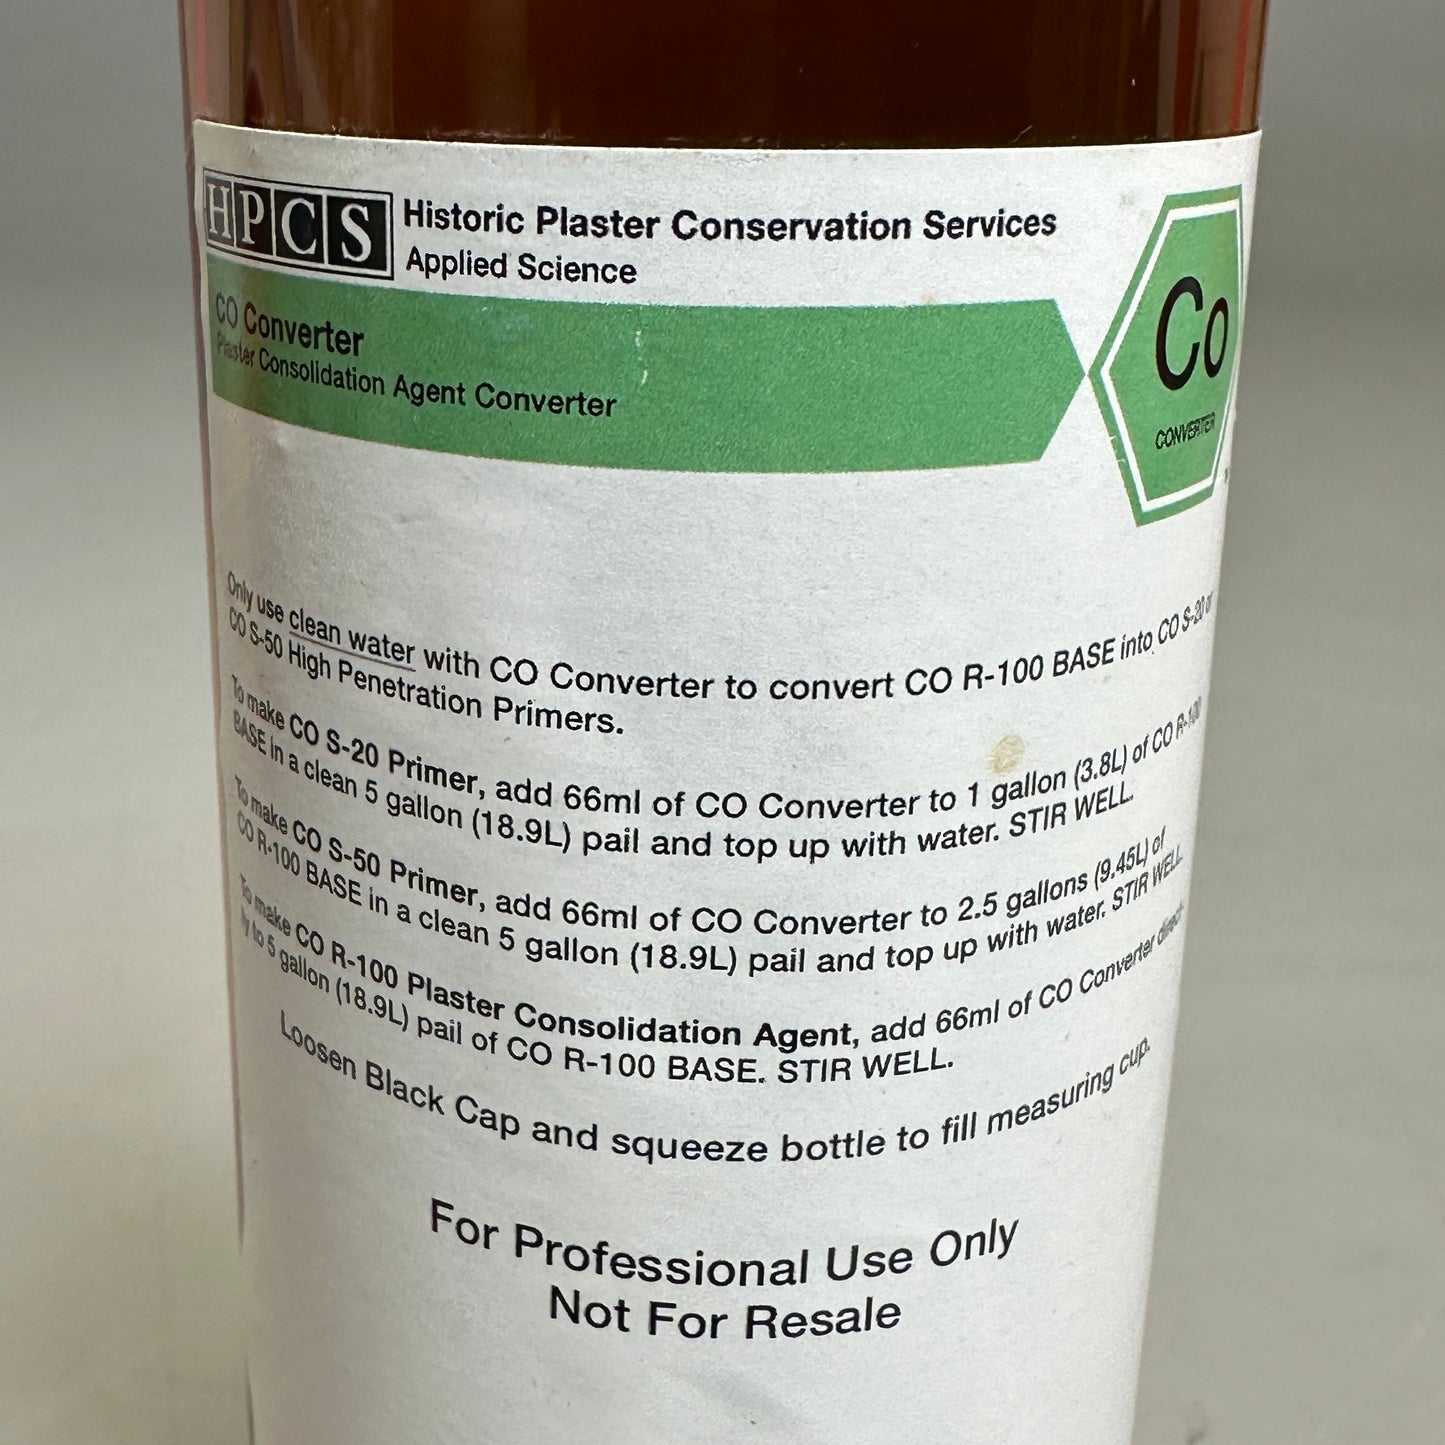 HPCS
Historic Plaster Conservation Services
Applied Science
CO Converter
Plaster Consolidation Agent Converter
Co
CONVERTER
Only use clean water with CO Converter to convert CO R-100 BASE into CO S-20 or
CO S-50 High Penetration Primers.
To make CO S-20 Primer, add 66ml of CO Converter to 1 gallon (3.8L) of CO R-100
BASE in a clean 5 gallon (18.9L) pail and top up with water. STIR WELL.
To make CO S-50 Primer, add 66ml of CO Converter to 2.5 gallons (9.45L) of
CO R-100 BASE in a clean 5 gallon (18.9L) pail and top up with water. STIR WELL.
To make CO R-100 Plaster Consolidation Agent, add 66ml of CO Converter direct-
ly to 5 gallon (18.9L) pail of CO R-100 BASE. STIR WELL.
Loosen Black Cap and squeeze bottle to fill measuring cup.
For Professional Use Only
Not For Resale